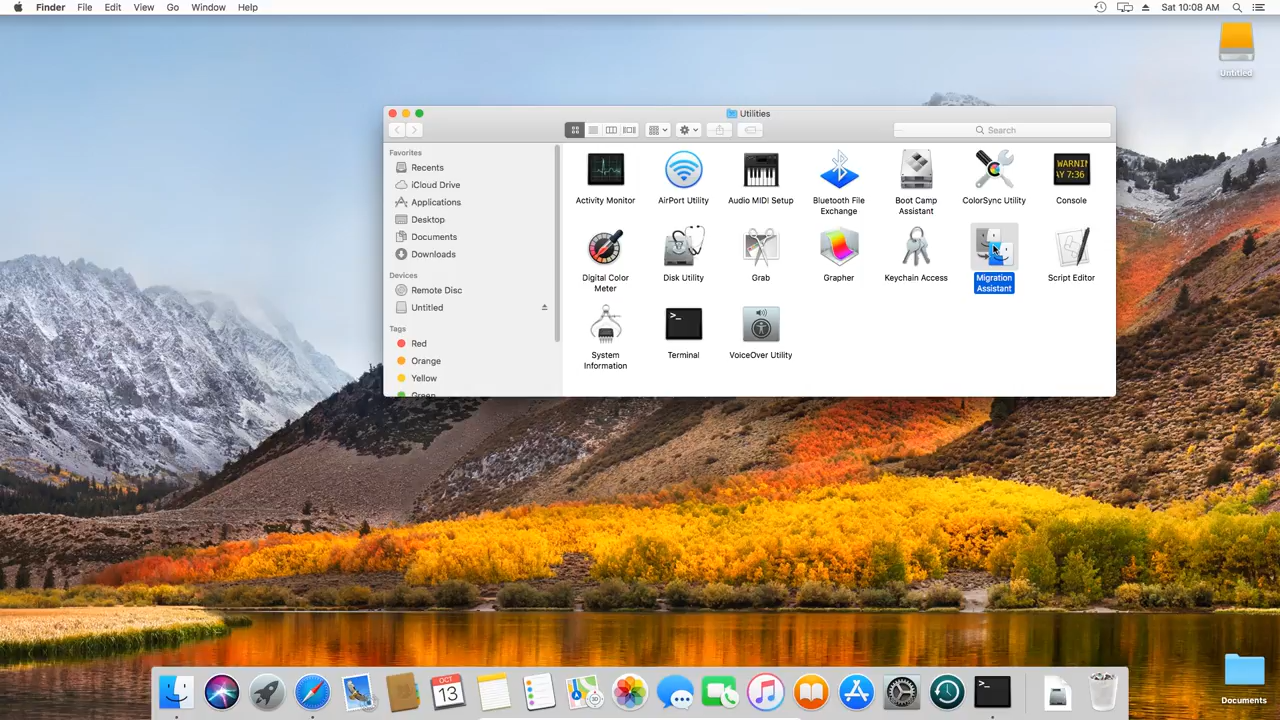 Finder File Edit View Go Window Help Sat 10:08 AM
Untitled
Utilities
Search
Favorites
Recents
iCloud Drive
Applications
Desktop
Documents
Downloads
Devices
Remote Disc
Untitled
Tags
Red
Orange
Yellow
Green
WARNIN
AY 7:36
Activity Monitor
AirPort Utility
Audio MIDI Setup
Bluetooth File
Exchange
Boot Camp
Assistant
ColorSync Utility
Console
Digital Color
Meter
Disk Utility
Grab
Grapher
Keychain Access
Migration
Assistant
Script Editor
>_
System
Information
Terminal
VoiceOver Utility
OCT
13
>_
Documents